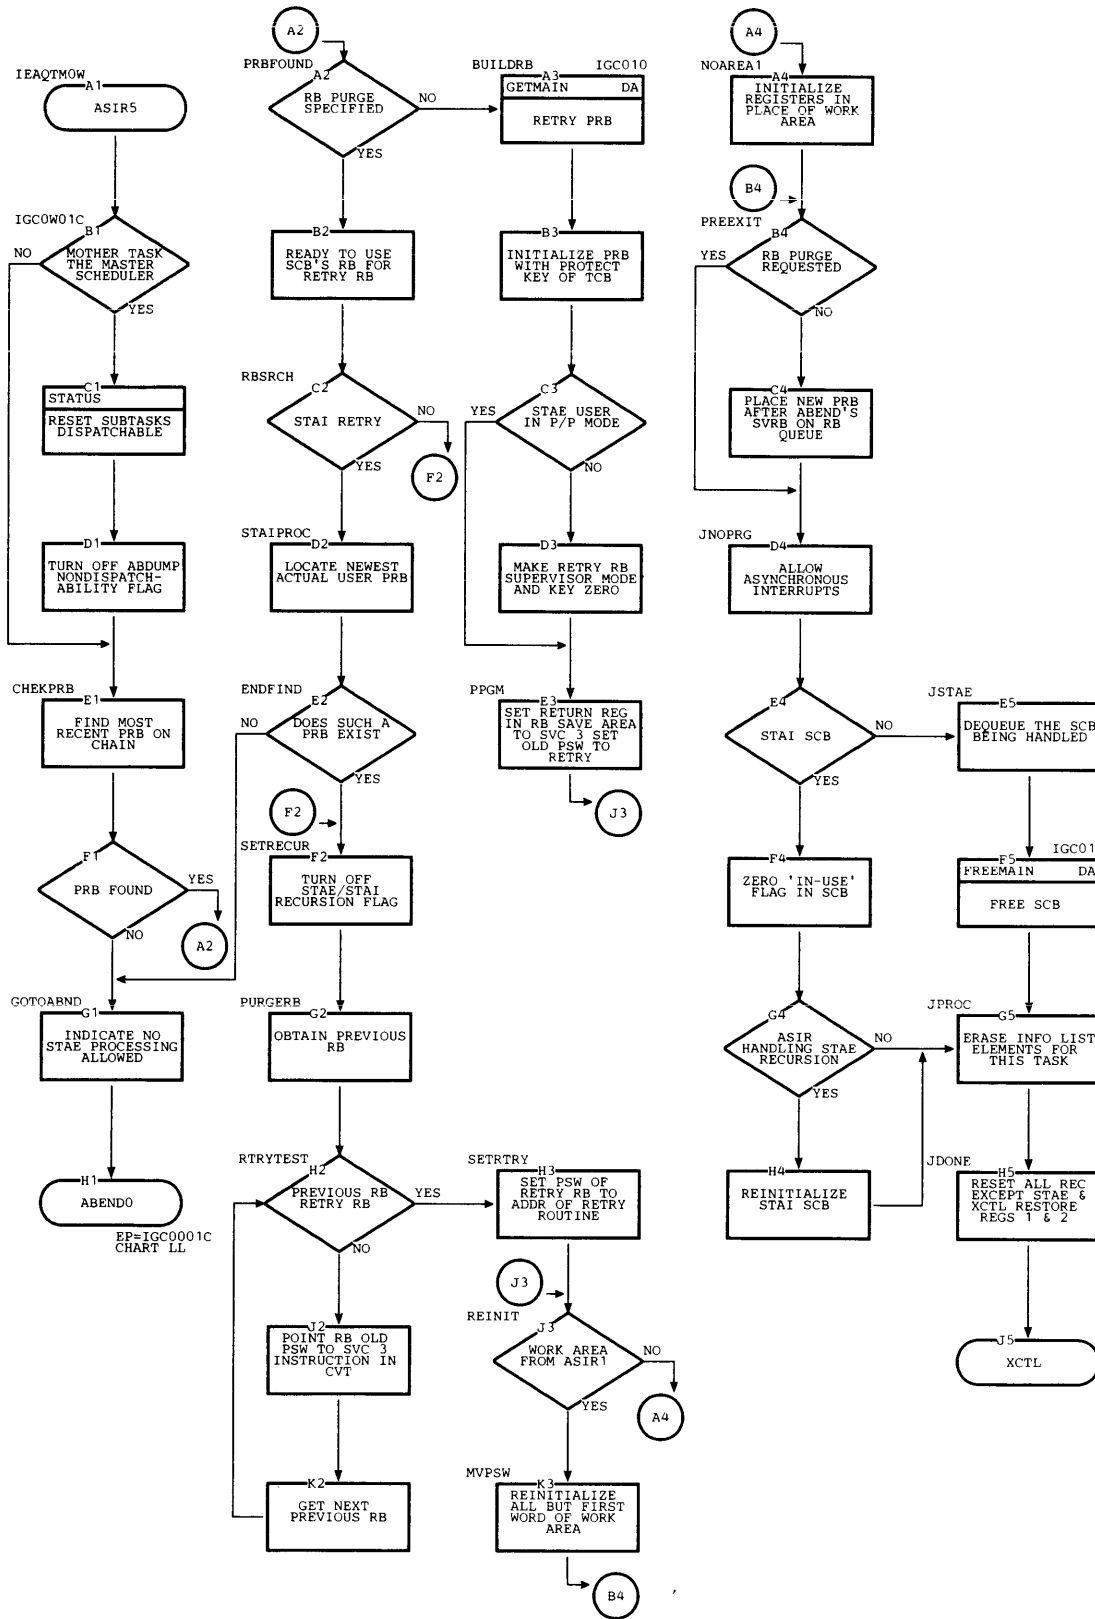 IEAQTM0W
A1
ASIR5
IGC0W01C
B1
NO
MOTHER TASK
THE MASTER
SCHEDULER
YES
C1
STATUS
RESET SUBTASKS
DISPATCHABLE
D1
TURN OFF ABDUMP
NONDISPATCH-
ABILITY FLAG
CHEKPRB
E1
FIND MOST
RECENT PRB ON
CHAIN
F1
PRB FOUND
YES
A2
NO
GOTOABND
G1
INDICATE NO
STAE PROCESSING
ALLOWED
H1
ABEND0
EP=IGC0001C
CHART LL
A2
PRBFOUND
A2
RB PURGE
SPECIFIED
NO
YES
B2
READY TO USE
SCB'S RB FOR
RETRY RB
RBSRCH
C2
STAI RETRY
NO
F2
YES
STAIPROC
D2
LOCATE NEWEST
ACTUAL USER PRB
ENDFIND
E2
NO
DOES SUCH A
PRB EXIST
YES
F2
SETRECUR
F2
TURN OFF
STAE/STAI
RECURSION FLAG
PURGERB
G2
OBTAIN PREVIOUS
RB
RTRYTEST
H2
PREVIOUS RB
RETRY RB
YES
NO
J2
POINT RB OLD
PSW TO SVC 3
INSTRUCTION IN
CVT
K2
GET NEXT
PREVIOUS RB
BUILDRB
IGC010
A3
GETMAIN DA
RETRY PRB
B3
INITIALIZE PRB
WITH PROTECT
KEY OF TCB
C3
YES
STAE USER
IN P/P MODE
NO
D3
MAKE RETRY RB
SUPERVISOR MODE
AND KEY ZERO
PPGM
E3
SET RETURN REG
IN RB SAVE AREA
TO SVC 3 SET
OLD PSW TO
RETRY
J3
SETRTRY
H3
SET PSW OF
RETRY RB TO
ADDR OF RETRY
ROUTINE
J3
REINIT
J3
WORK AREA
FROM ASIR1
NO
A4
YES
MVPSW
K3
REINITIALIZE
ALL BUT FIRST
WORD OF WORK
AREA
B4
A4
NOAREA1
A4
INITIALIZE
REGISTERS IN
PLACE OF WORK
AREA
B4
PREEXIT
B4
YES
RB PURGE
REQUESTED
NO
C4
PLACE NEW PRB
AFTER ABEND'S
SVRB ON RB
QUEUE
JNOPRG
D4
ALLOW
ASYNCHRONOUS
INTERRUPTS
E4
STAI SCB
NO
YES
F4
ZERO 'IN-USE'
FLAG IN SCB
G4
ASIR
HANDLING STAE
RECURSION
NO
YES
H4
REINITIALIZE
STAI SCB
JSTAE
E5
DEQUEUE THE SCB
BEING HANDLED
IGC01
F5
FREEMAIN DA
FREE SCB
JPROC
G5
ERASE INFO LIST
ELEMENTS FOR
THIS TASK
JDONE
H5
RESET ALL REC
EXCEPT STAE &
XCTL RESTORE
REGS 1 & 2
J5
XCTL